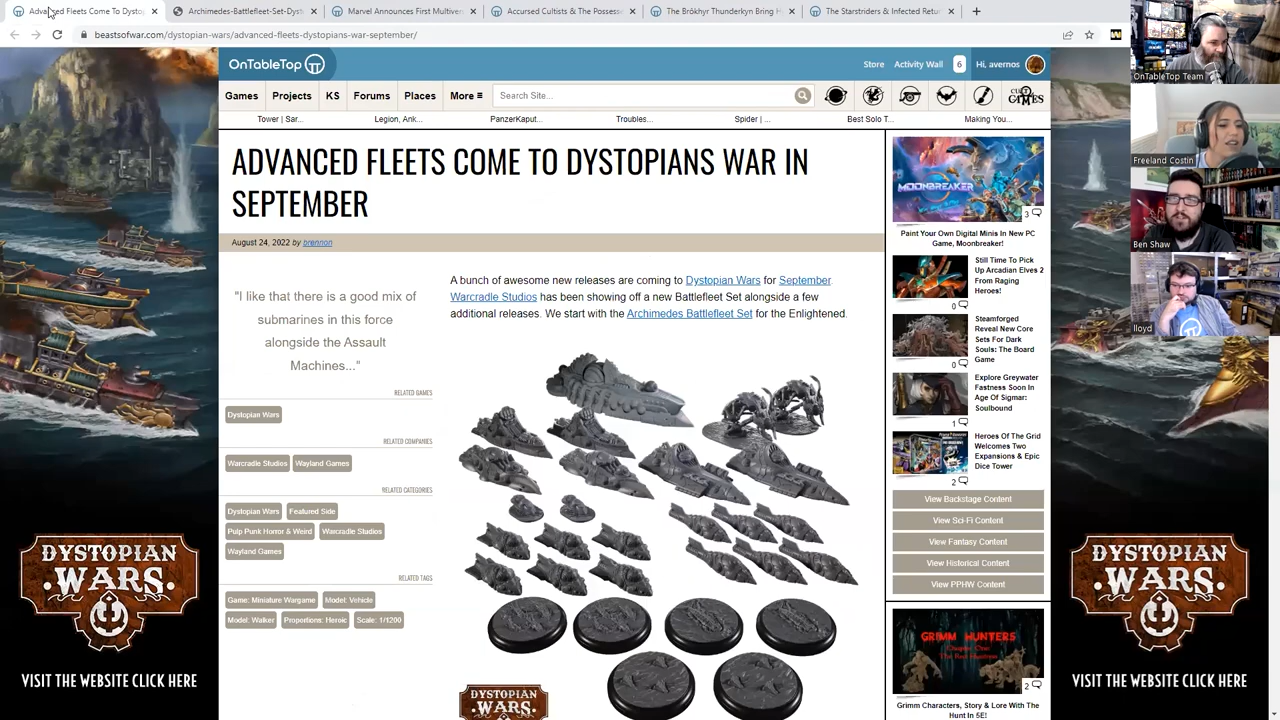 Advanced Fleets Come To Dystop
Archimedes-Battlefleet-Set-Dyst
Marvel Announces First Multiver
Accursed Cultists & The Possesse
The Brôkhyr Thunderkyn Bring H
The Starstriders & Infected Retu
beastsofwar.com/dystopian-wars/advanced-fleets-dystopians-war-september/
OnTableTop
Store
Activity Wall
6
Hi, avernos
Games
Projects
KS
Forums
Places
More ≡
Search Site...
Tower | Sar...
Legion, Ank...
PanzerKaput...
Troubles...
Spider | ...
Best Solo T...
Making You...
ADVANCED FLEETS COME TO DYSTOPIANS WAR IN
SEPTEMBER
August 24, 2022 by brennon
"I like that there is a good mix of
submarines in this force
alongside the Assault
Machines..."
RELATED GAMES
Dystopian Wars
RELATED COMPANIES
Warcradle Studios
Wayland Games
RELATED CATEGORIES
Dystopian Wars
Featured Side
Pulp Punk Horror & Weird
Warcradle Studios
Wayland Games
RELATED TAGS
Game: Miniature Wargame
Model: Vehicle
Model: Walker
Proportions: Heroic
Scale: 1/1200
A bunch of awesome new releases are coming to Dystopian Wars for September.
Warcradle Studios has been showing off a new Battlefleet Set alongside a few
additional releases. We start with the Archimedes Battlefleet Set for the Enlightened.
DYSTOPIAN
MOONBREAKER
3
Paint Your Own Digital Minis In New PC
Game, Moonbreaker!
Still Time To Pick
Up Arcadian Elves 2
From Raging
Heroes!
0
Steamforged
Reveal New Core
Sets For Dark
Souls: The Board
Game
0
Explore Greywater
Fastness Soon In
Age Of Sigmar:
Soulbound
1
Heroes Of The Grid
Welcomes Two
Expansions & Epic
Dice Tower
2
View Backstage Content
View Sci-Fi Content
View Fantasy Content
View Historical Content
View PPHW Content
GRIMM HUNTERS
2
Grimm Characters, Story & Lore With The
Hunt In 5E!
DYSTOPIAN
WARS
VISIT THE WEBSITE CLICK HERE
DYSTOPIAN
WARS
VISIT THE WEBSITE CLICK HERE
OnTableTop Team
Freeland Costin
Ben Shaw
lloyd